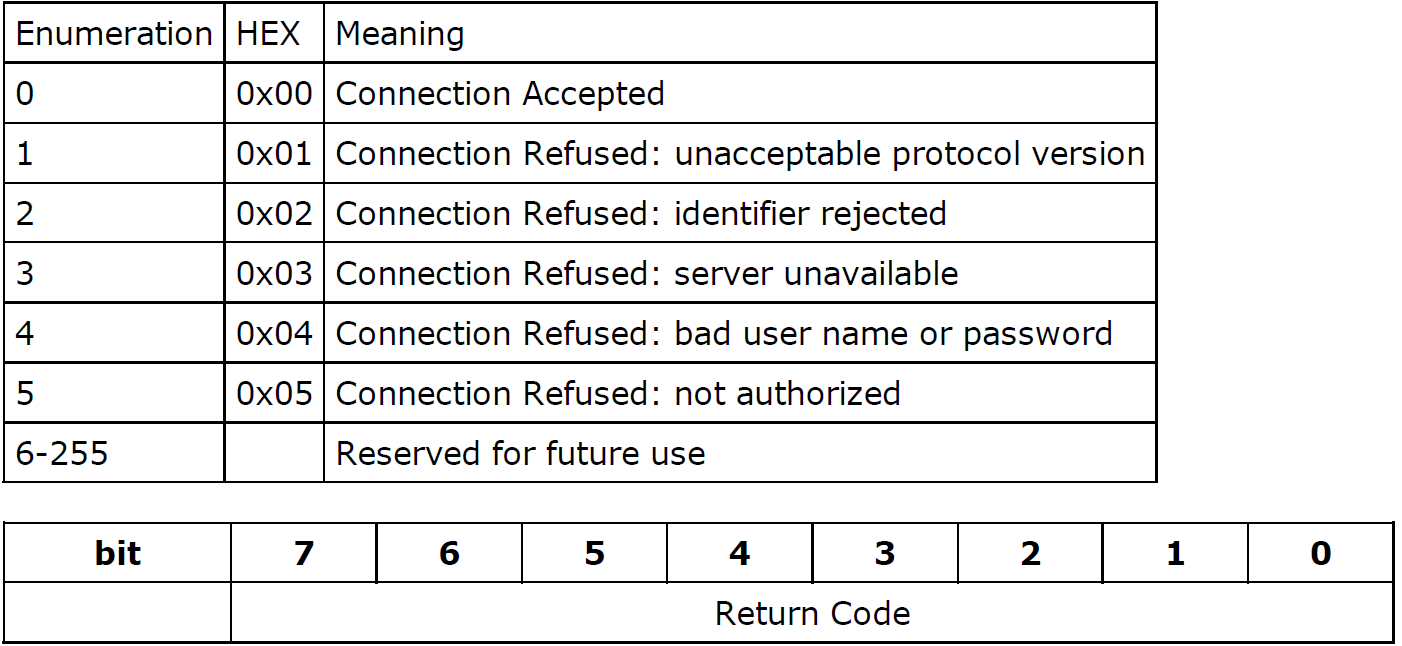 Enumeration HEX Meaning
0 0x00 Connection Accepted
1 0x01 Connection Refused: unacceptable protocol version
2 0x02 Connection Refused: identifier rejected
3 0x03 Connection Refused: server unavailable
4 0x04 Connection Refused: bad user name or password
5 0x05 Connection Refused: not authorized
6-255 Reserved for future use
bit 7 6 5 4 3 2 1 0
Return Code